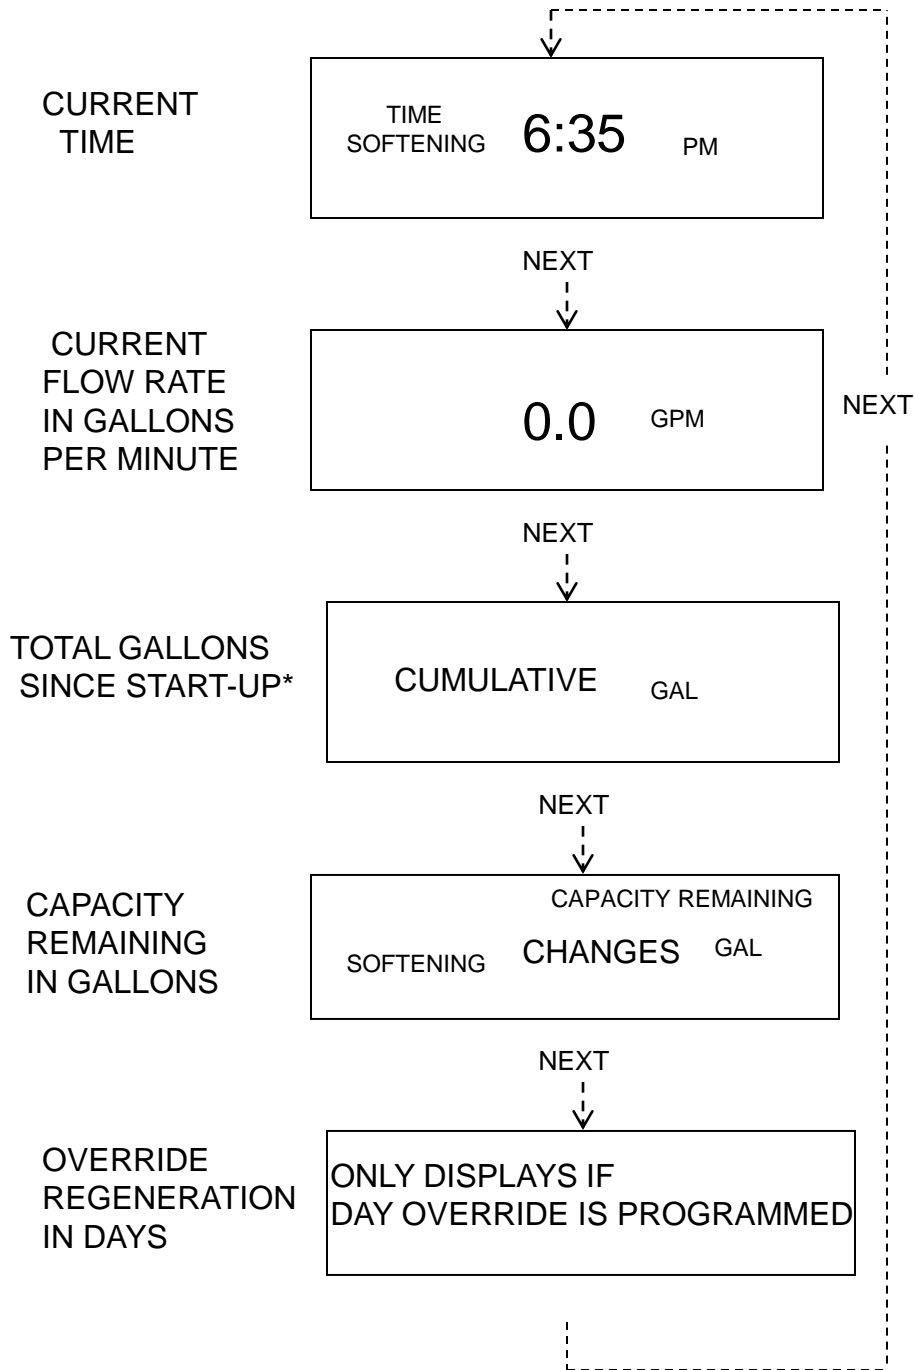 CURRENT
TIME
TIME
SOFTENING
6:35
PM
NEXT
CURRENT
FLOW RATE
IN GALLONS
PER MINUTE
0.0
GPM
NEXT
NEXT
TOTAL GALLONS
SINCE START-UP*
CUMULATIVE
GAL
NEXT
CAPACITY
REMAINING
IN GALLONS
CAPACITY REMAINING
SOFTENING
CHANGES
GAL
NEXT
OVERRIDE
REGENERATION
IN DAYS
ONLY DISPLAYS IF
DAY OVERRIDE IS PROGRAMMED